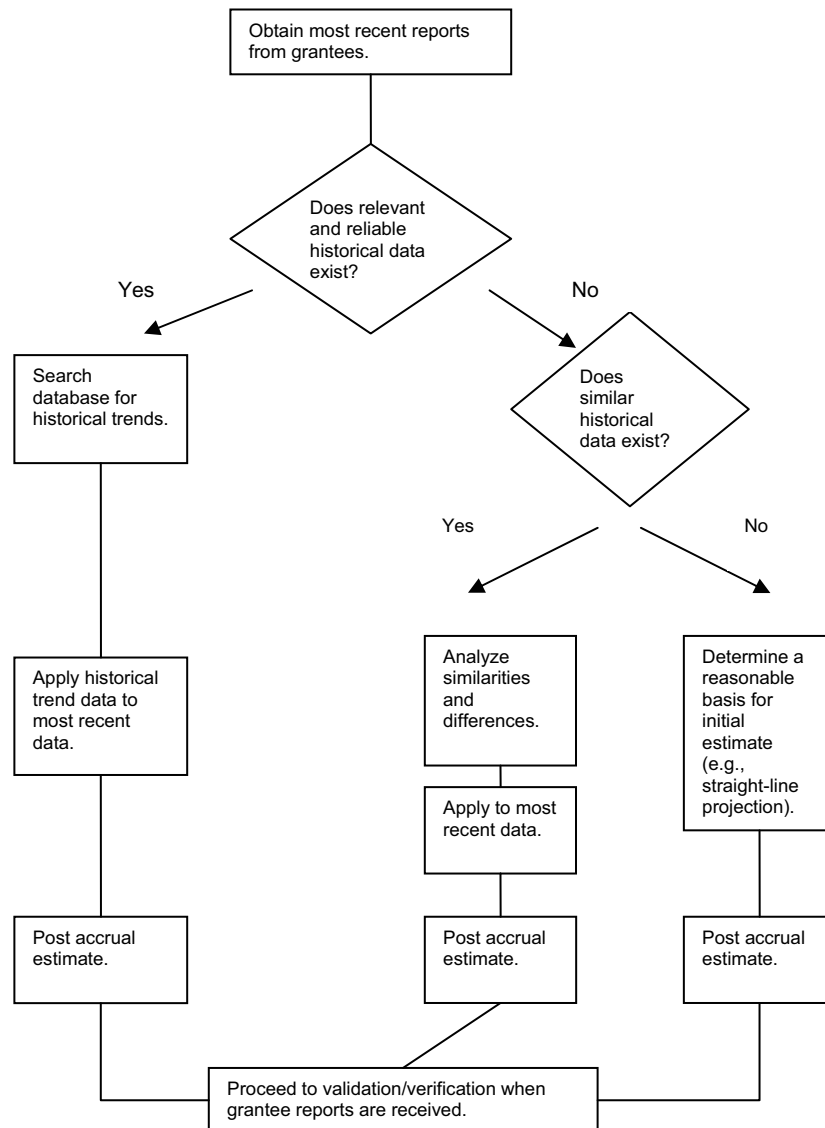 Obtain most recent reports
from grantees.
Does relevant
and reliable
historical data
exist?
Yes
No
Search
database for
historical trends.
Does
similar
historical
data exist?
Yes
No
Apply historical
trend data to
most recent
data.
Analyze
similarities
and
differences.
Determine a
reasonable
basis for
initial
estimate
(e.g.,
straight-line
projection).
Apply to most
recent data.
Post accrual
estimate.
Post accrual
estimate.
Post accrual
estimate.
Proceed to validation/verification when
grantee reports are received.